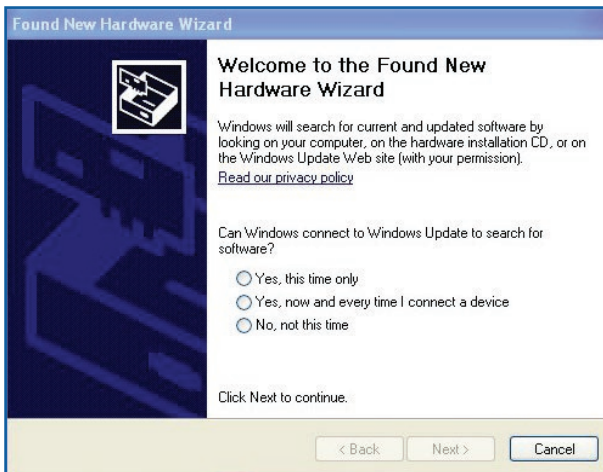 Found New Hardware Wizard
Welcome to the Found New
Hardware Wizard
Windows will search for current and updated software by
looking on your computer, on the hardware installation CD, or on
the Windows Update Web site (with your permission).
Read our privacy policy
Can Windows connect to Windows Update to search for
software?
Yes, this time only
Yes, now and every time I connect a device
No, not this time
Click Next to continue.
< Back
Next >
Cancel